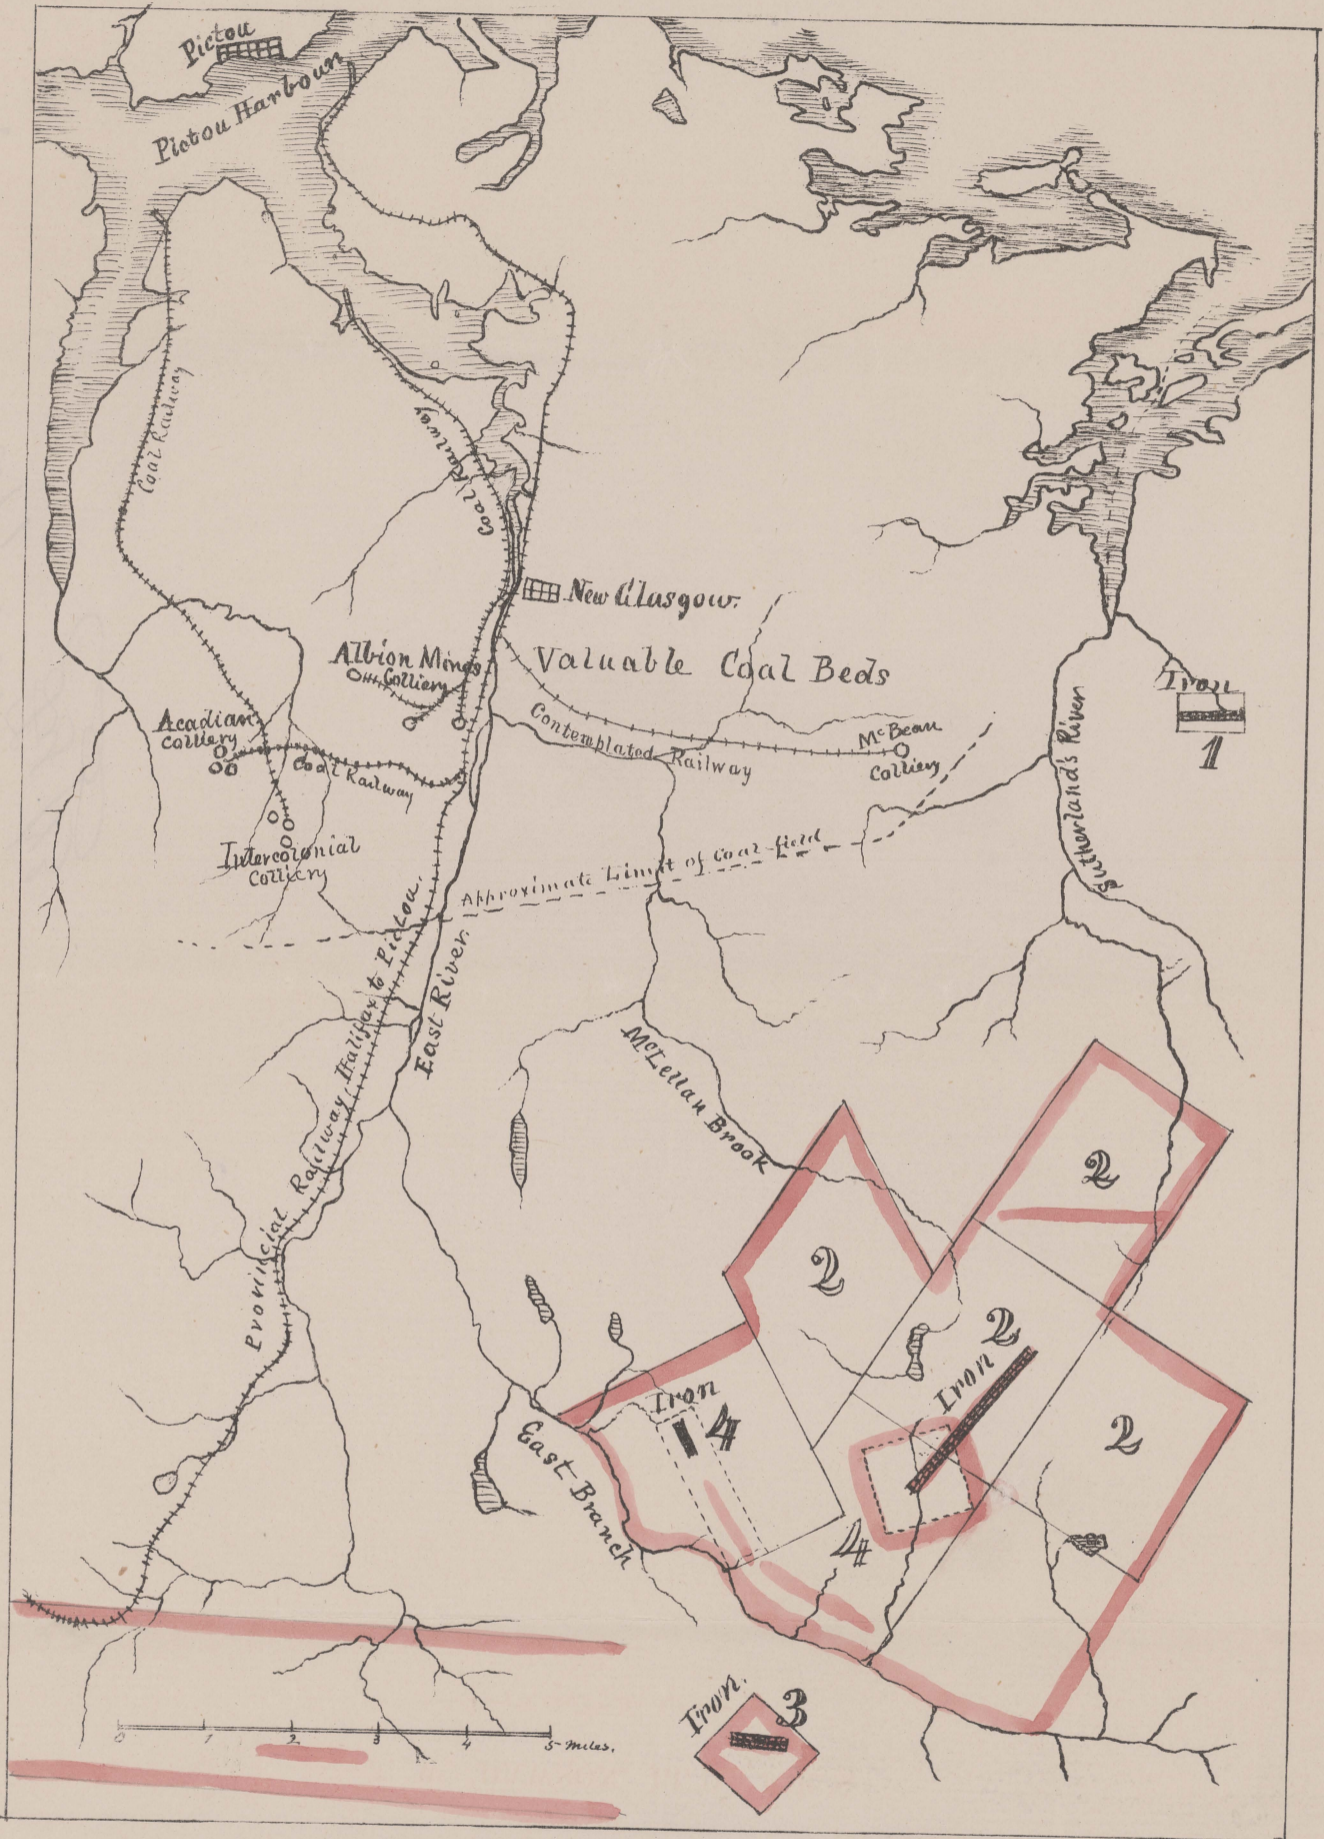 Pictou
Pictou Harbour
Coal Railway
Coal Railway
New Glasgow.
Albion Mines
Colliery
Valuable Coal Beds
Iron
1
Acadian
Colliery
Coal Railway
Contemplated Railway
McBean
Colliery
Sutherland's River
Intercolonial
Colliery
Approximate Limit of Coal field
East River.
Provincial Railway, Halifax to Pictou.
McLellan Brook
2
2
2
Iron
2
Iron
4
East Branch
4
Iron.
3
0 1 2 3 4 5 Miles.